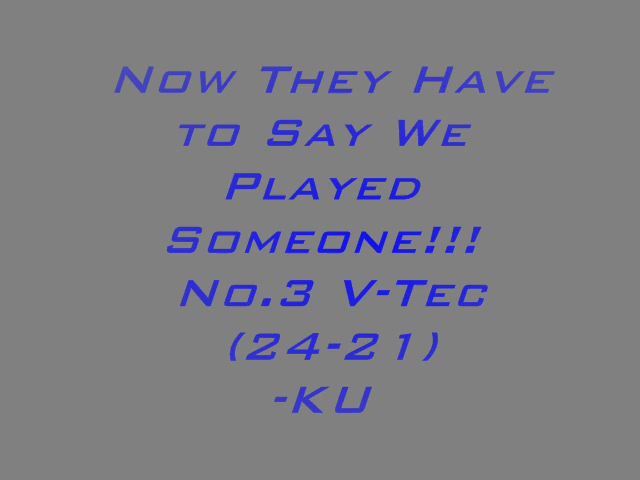 Now They Have
to Say We
Played
Someone!!!
No.3 V-Tec
(24-21)
-KU